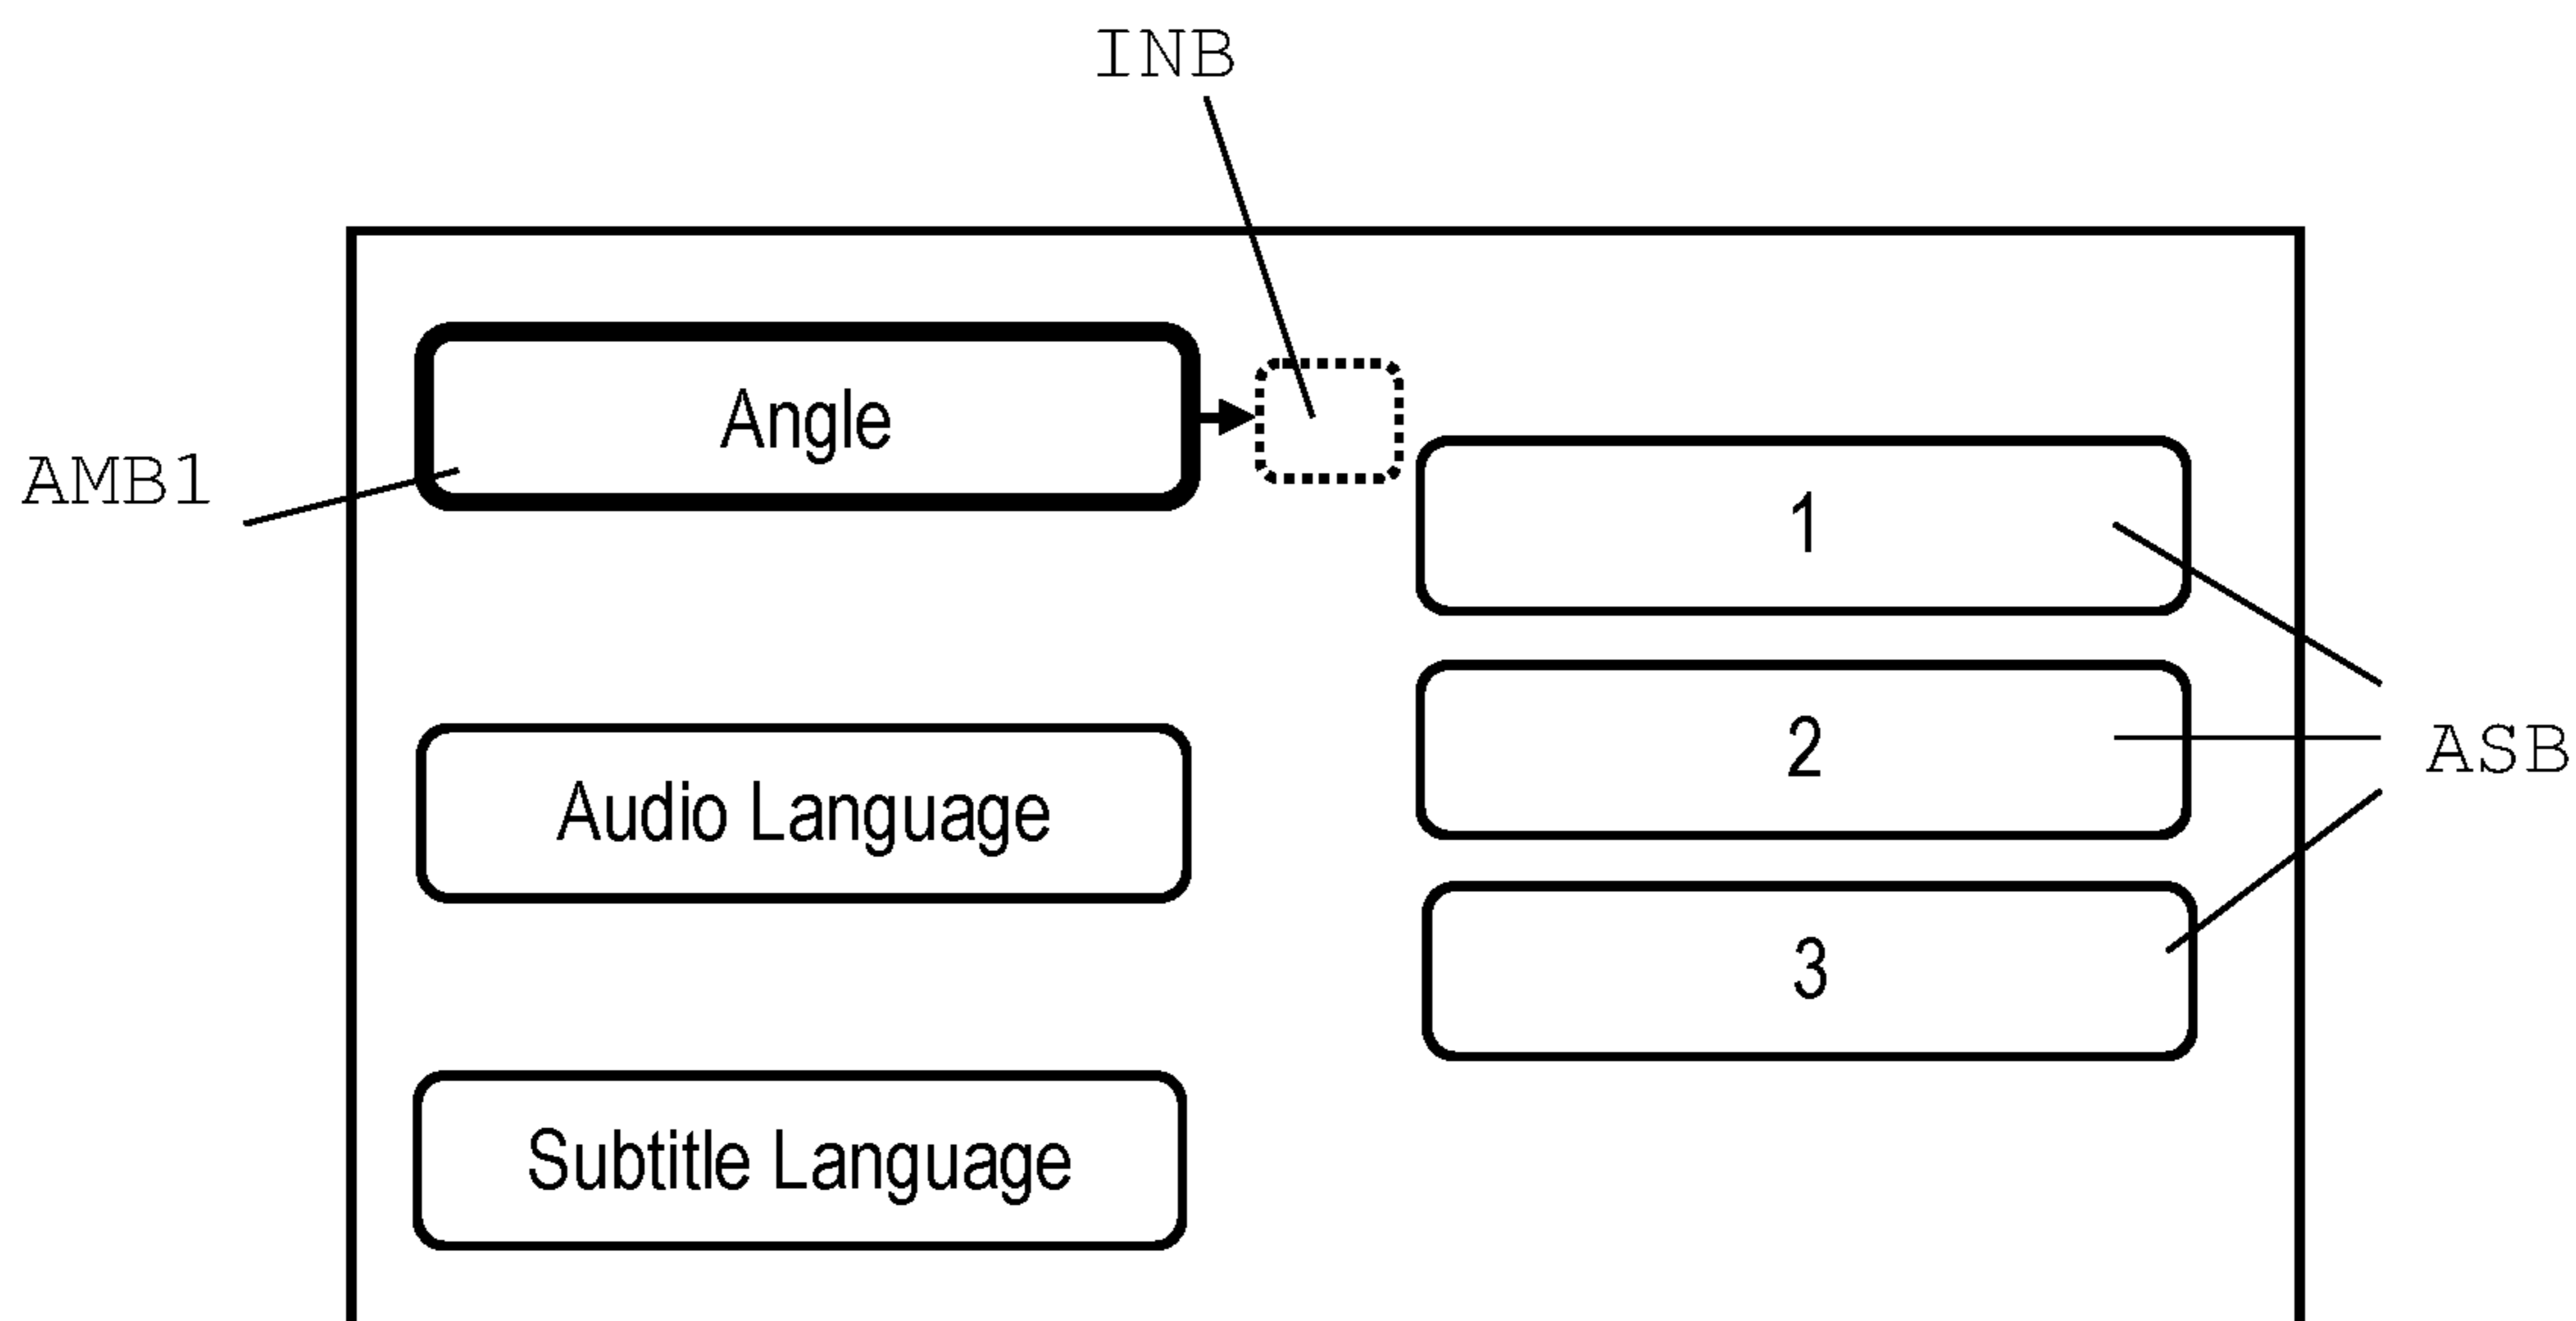 INB
Angle
AMB1
1
2
ASB
Audio Language
3
Subtitle Language